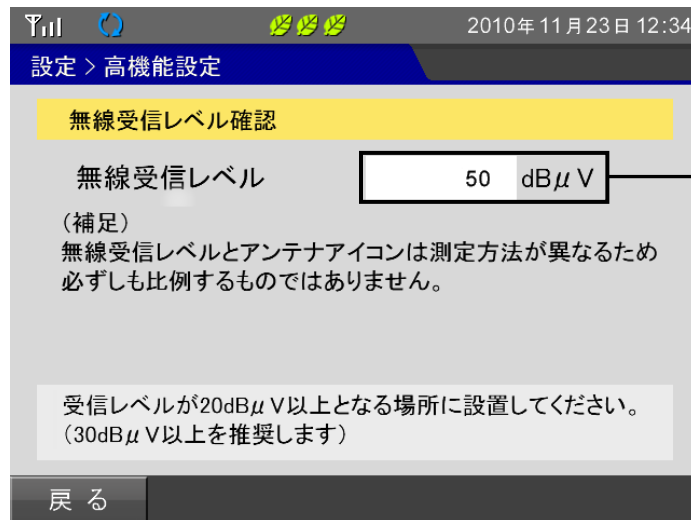 2010年11月23日 12:34
設定 > 高機能設定
無線受信レベル確認
無線受信レベル 50 dBμV
(補足)
無線受信レベルとアンテナアイコンは測定方法が異なるため
必ずしも比例するものではありません。
受信レベルが20dBμV以上となる場所に設置してください。
(30dBμV以上を推奨します)
戻る